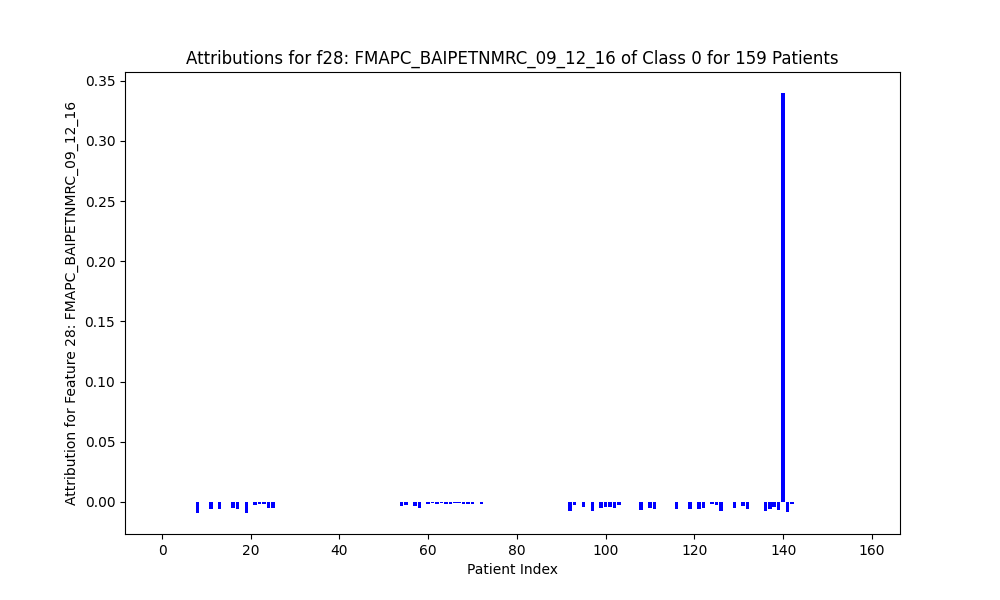 Attributions for f28: FMAPC_BAIPETNMRC_09_12_16 of Class 0 for 159 Patients
Attribution for Feature 28: FMAPC_BAIPETNMRC_09_12_16
0.35
0.30
0.25
0.20
0.15
0.10
0.05
0.00
0 20 40 60 80 100 120 140 160
Patient Index